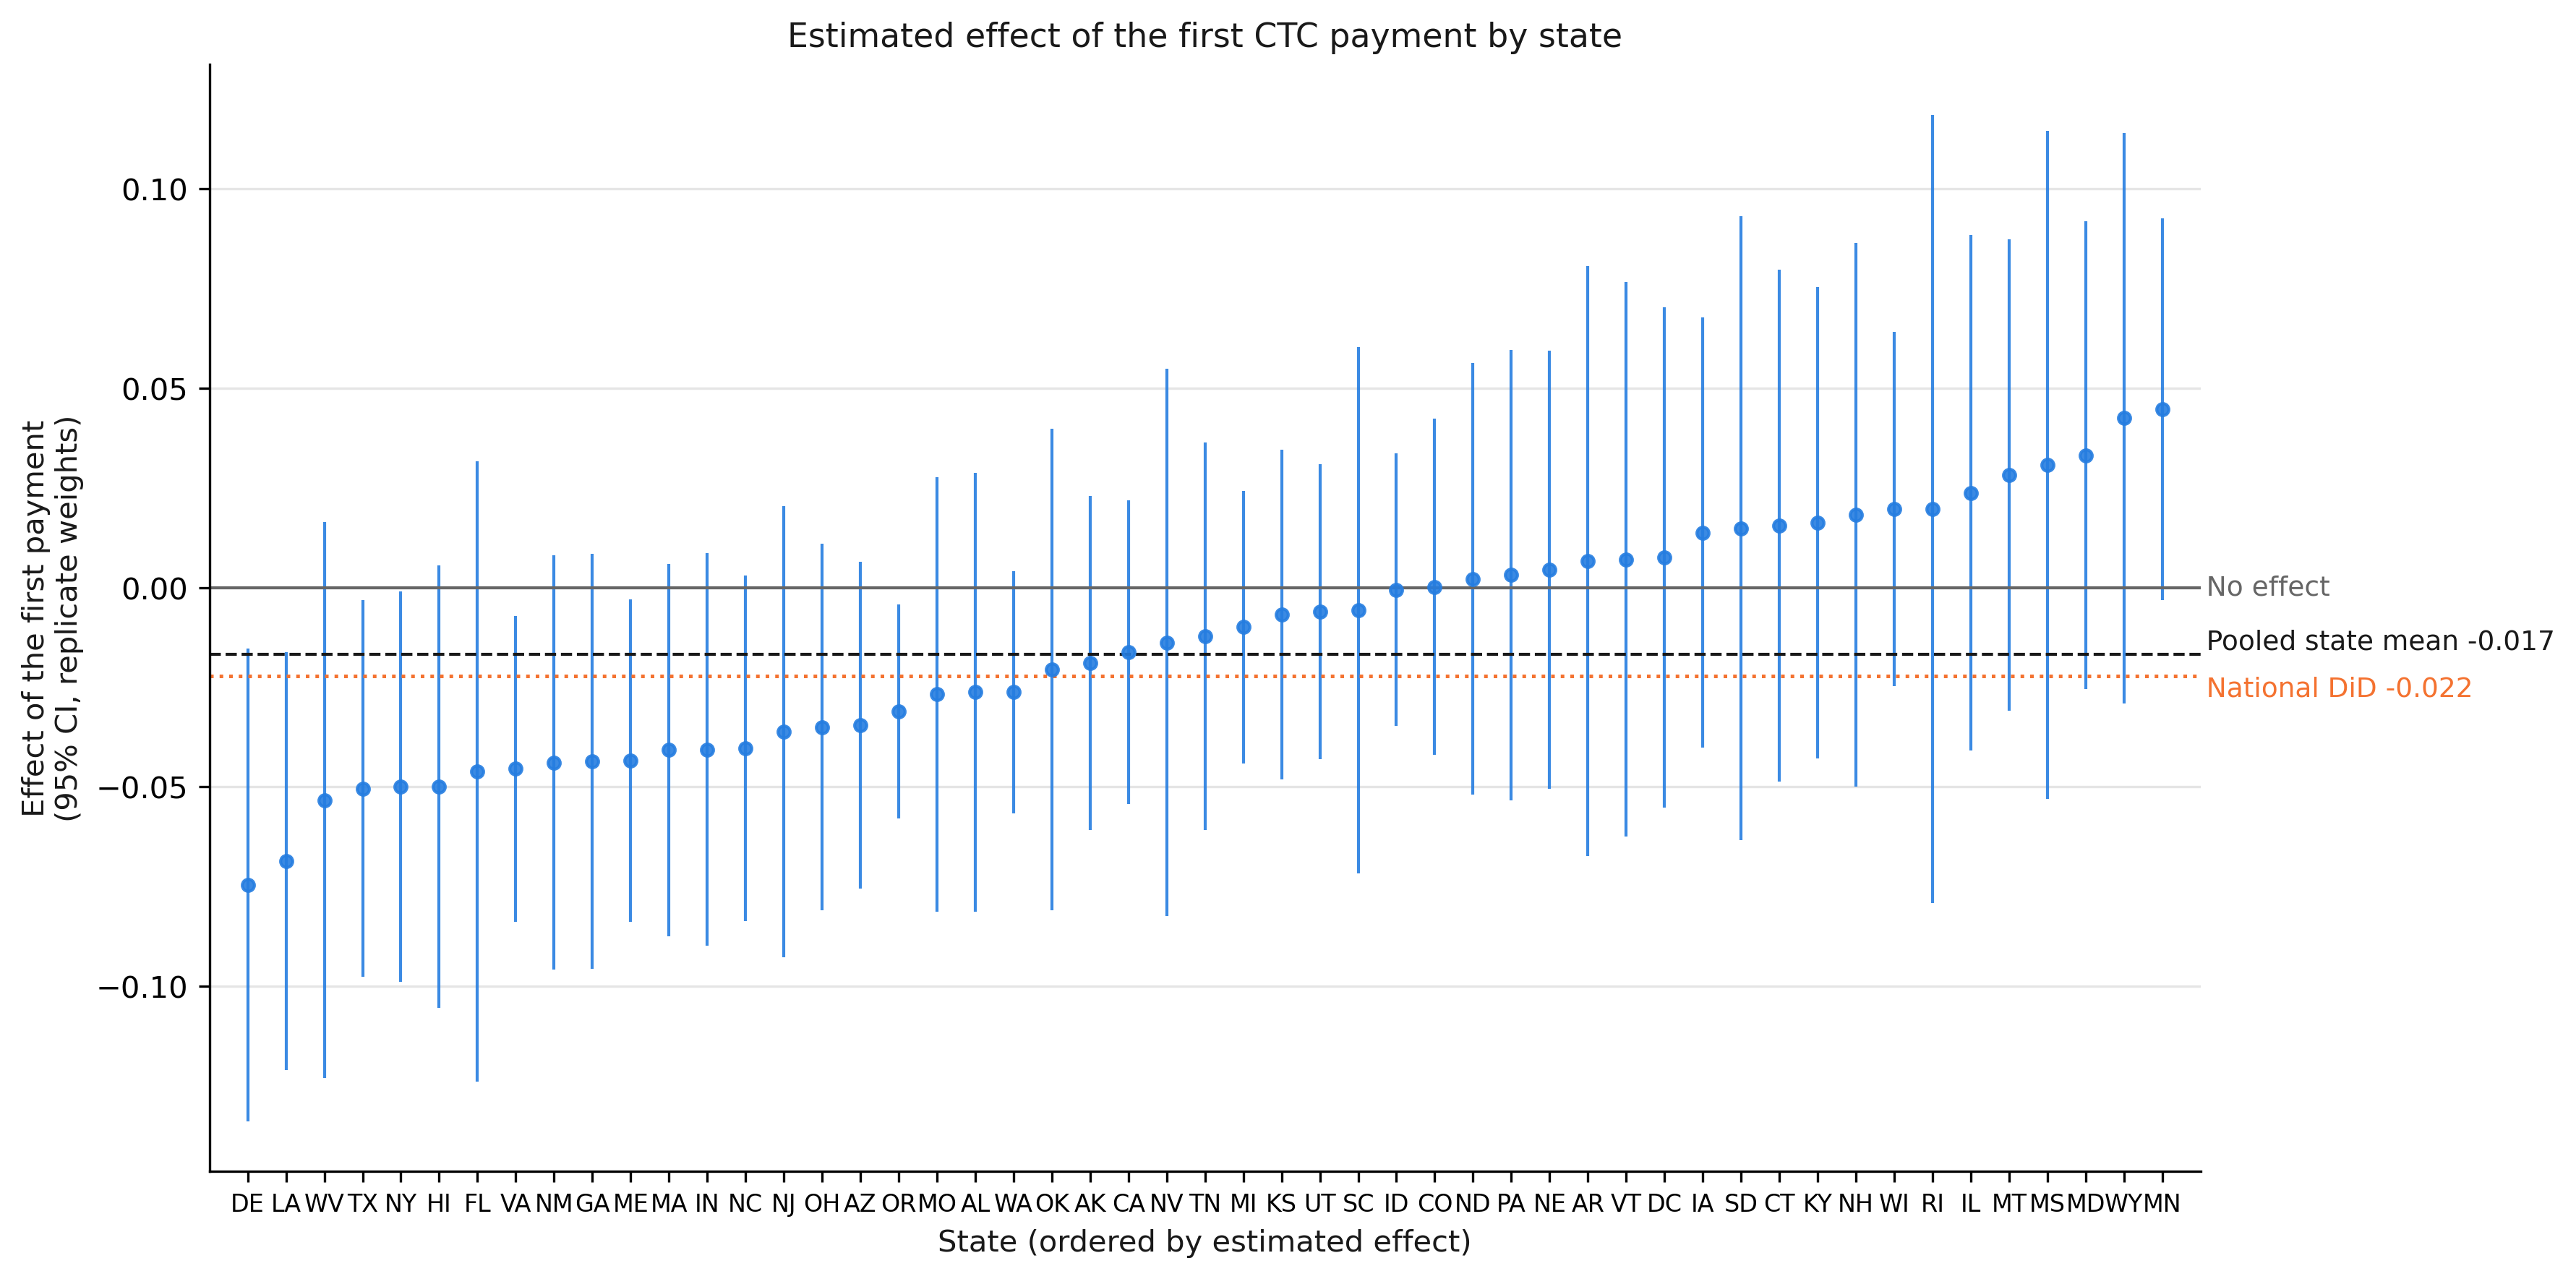 Estimated effect of the first CTC payment by state
Effect of the first payment
(95% CI, replicate weights)
0.10
0.05
0.00
−0.05
−0.10
No effect
Pooled state mean -0.017
National DiD -0.022
DE LA WV TX NY HI FL VA NM GA ME MA IN NC NJ OH AZ OR MO AL WA OK AK CA NV TN MI KS UT SC ID CO ND PA NE AR VT DC IA SD CT KY NH WI RI IL MT MS MD WY MN
State (ordered by estimated effect)